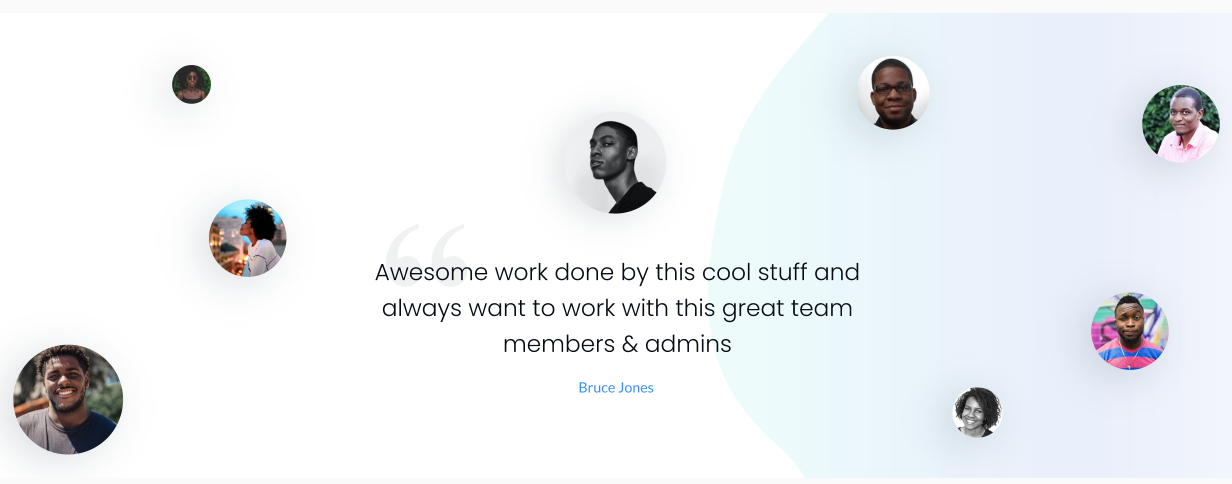 “
Awesome work done by this cool stuff and
always want to work with this great team
members & admins
Bruce Jones